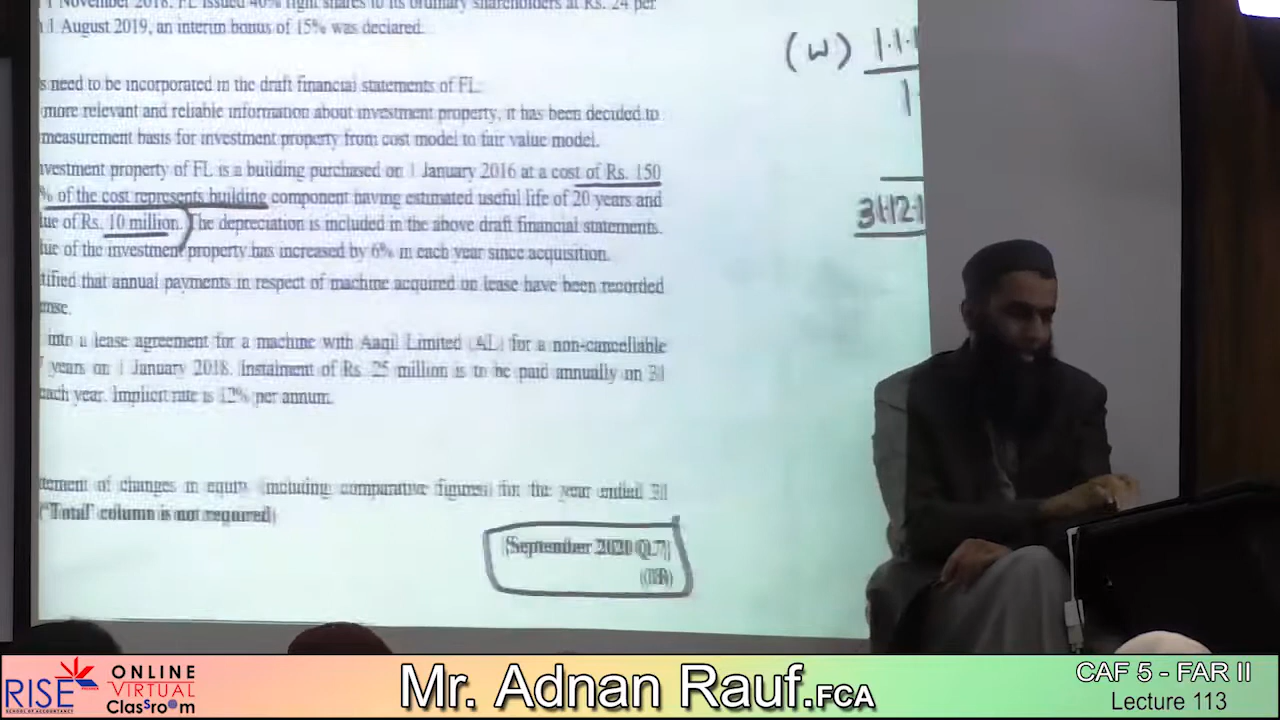 1 November 2018. FL issued 40% right shares to its ordinary shareholders at Rs. 24 per
1 August 2019, an interim bonus of 15% was declared.
s need to be incorporated in the draft financial statements of FL:
more relevant and reliable information about investment property, it has been decided to
measurement basis for investment property from cost model to fair value model.
nvestment property of FL is a building purchased on 1 January 2016 at a cost of Rs. 150
% of the cost represents building component having estimated useful life of 20 years and
lue of Rs. 10 million. The depreciation is included in the above draft financial statements.
lue of the investment property has increased by 6% in each year since acquisition.
tified that annual payments in respect of machine acquired on lease have been recorded
ense.
into a lease agreement for a machine with Aaqil Limited (AL) for a non-cancellable
years on 1 January 2018. Instalment of Rs. 25 million is to be paid annually on 31
each year. Implicit rate is 12% per annum.
tement of changes in equity (including comparative figures) for the year ended 31
("Total" column is not required)
(September 2020 Q.7)
(18)
(W) 1.1.1
1.
31.12.1
RISE
SCHOOL OF ACCOUNTANCY
ONLINE
VIRTUAL
ClasSro@m
Mr. Adnan Rauf.FCA
CAF 5 - FAR II
Lecture 113